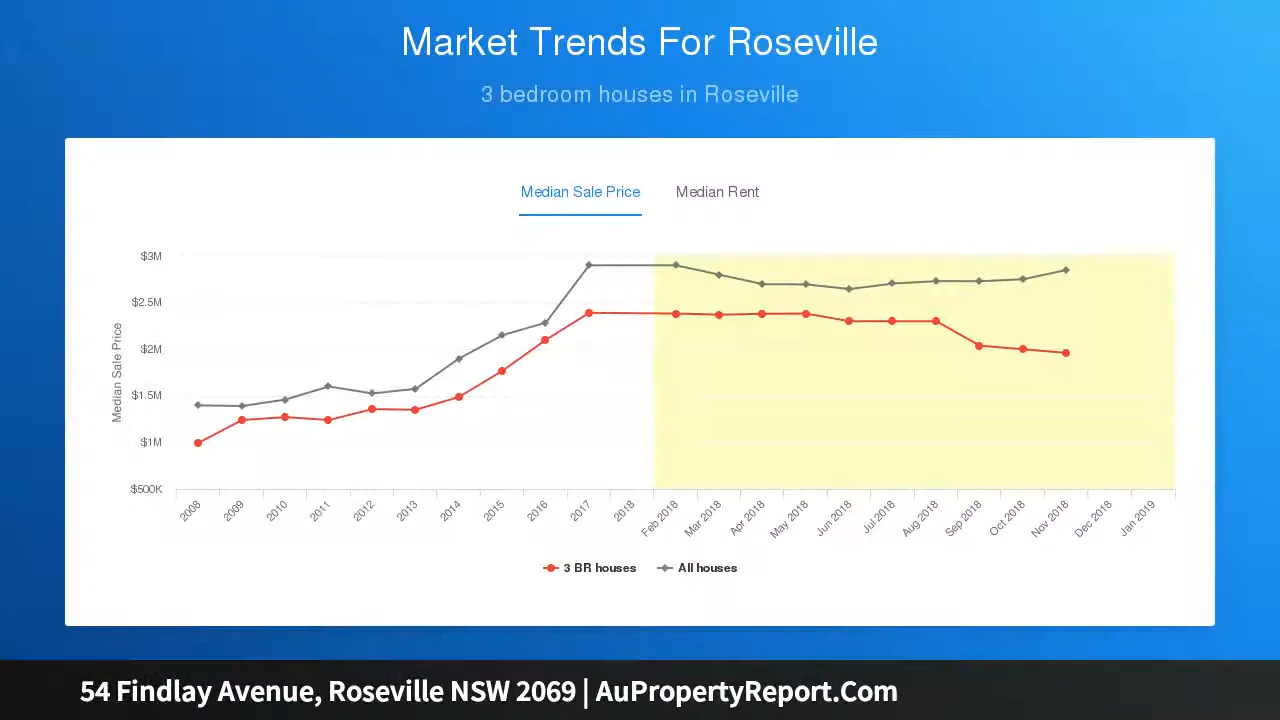 Market Trends For Roseville
3 bedroom houses in Roseville
Median Sale Price
Median Rent
Median Sale Price
$3M
$2.5M
$2M
$1.5M
$1M
$500K
2008
2009
2010
2011
2012
2013
2014
2015
2016
2017
2018
Feb 2018
Mar 2018
Apr 2018
May 2018
Jun 2018
Jul 2018
Aug 2018
Sep 2018
Oct 2018
Nov 2018
Dec 2018
Jan 2019
3 BR houses
All houses
54 Findlay Avenue, Roseville NSW 2069 | AuPropertyReport.Com